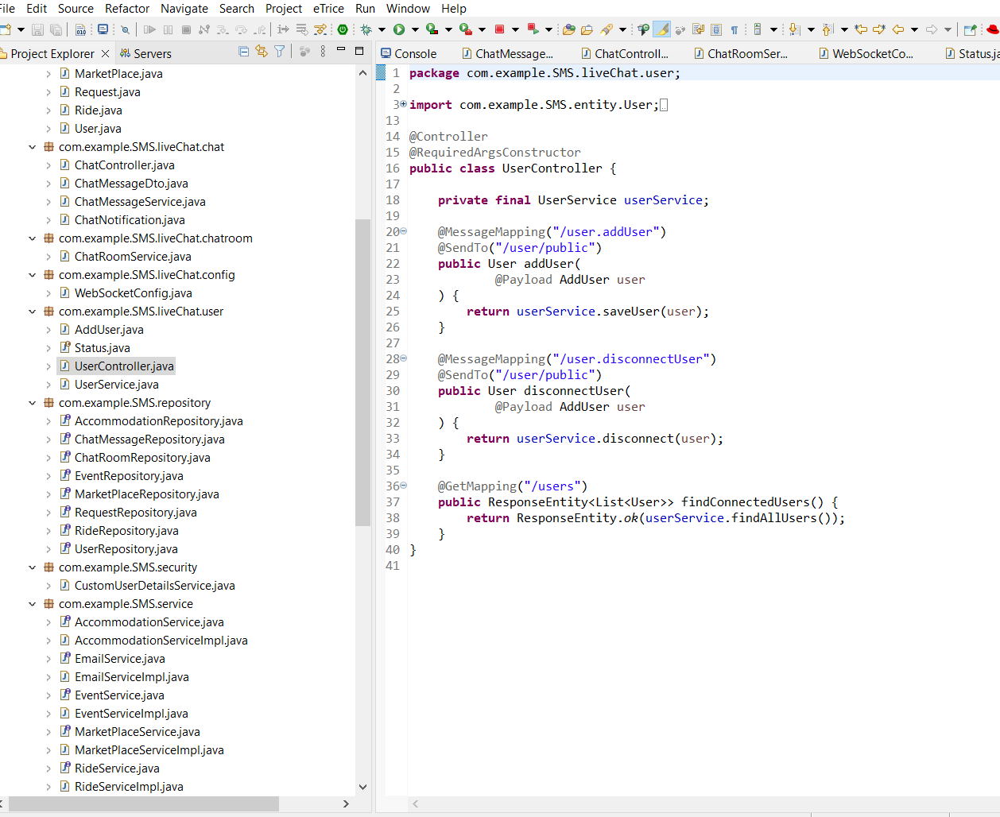 File Edit Source Refactor Navigate Search Project eTrice Run Window Help
Project Explorer Servers
MarketPlace.java
Request.java
Ride.java
User.java
com.example.SMS.liveChat.chat
ChatController.java
ChatMessageDto.java
ChatMessageService.java
ChatNotification.java
com.example.SMS.liveChat.chatroom
ChatRoomService.java
com.example.SMS.liveChat.config
WebSocketConfig.java
com.example.SMS.liveChat.user
AddUser.java
Status.java
UserController.java
UserService.java
com.example.SMS.repository
AccommodationRepository.java
ChatMessageRepository.java
ChatRoomRepository.java
EventRepository.java
MarketPlaceRepository.java
RequestRepository.java
RideRepository.java
UserRepository.java
com.example.SMS.security
CustomUserDetailsService.java
com.example.SMS.service
AccommodationService.java
AccommodationServiceImpl.java
EmailService.java
EmailServiceImpl.java
EventService.java
EventServiceImpl.java
MarketPlaceService.java
MarketPlaceServiceImpl.java
RideService.java
RideServiceImpl.java
Console ChatMessage... ChatControll... ChatRoomSer... WebSocketCo... Status.ja
1 package com.example.SMS.liveChat.user;
2
3 import com.example.SMS.entity.User;
13
14 @Controller
15 @RequiredArgsConstructor
16 public class UserController {
17
18     private final UserService userService;
19
20     @MessageMapping("/user.addUser")
21     @SendTo("/user/public")
22     public User addUser(
23             @Payload AddUser user
24     ) {
25         return userService.saveUser(user);
26     }
27
28     @MessageMapping("/user.disconnectUser")
29     @SendTo("/user/public")
30     public User disconnectUser(
31             @Payload AddUser user
32     ) {
33         return userService.disconnect(user);
34     }
35
36     @GetMapping("/users")
37     public ResponseEntity<List<User>> findConnectedUsers() {
38         return ResponseEntity.ok(userService.findAllUsers());
39     }
40 }
41